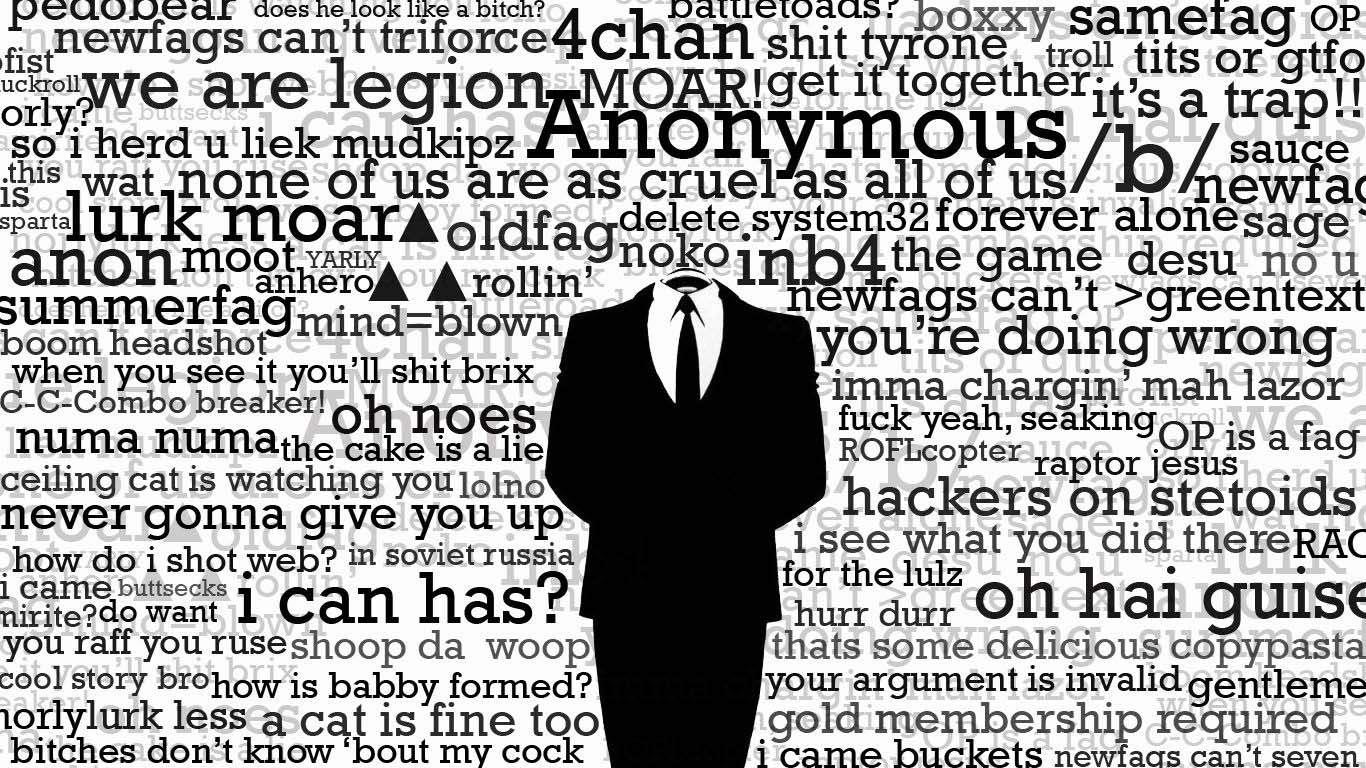 pedobear does he look like a bitch? battletoads? boxxy samefag OP
newfags can't triforce 4chan shit tyrone troll tits or gtfo
fist we are legion MOAR! get it together it's a trap!!
uckroll
orly? buttsecks Anonymous /b/ sauce
so i herd u liek mudkipz
.this wat none of us are as cruel as all of us newfag
is
sparta lurk moar▲ oldfag delete system32 forever alone sage
anon moot YARLY noko inb4 the game desu no u
anhero▲ ▲ rollin'
summerfag mind=blown newfags can't >greentext
boom headshot you're doing wrong
when you see it you'll shit brix imma chargin' mah lazor
C-C-Combo breaker! oh noes fuck yeah, seaking
numa numa the cake is a lie ROFLcopter OP is a fag
raptor jesus
ceiling cat is watching you lolno hackers on stetoids
never gonna give you up i see what you did there RAC
how do i shot web? in soviet russia for the lulz
i came buttsecks i can has? oh hai guise
mirite? do want hurr durr
you raff you ruse shoop da woop thats some delicious copypasta
cool story bro how is babby formed? your argument is invalid gentleme
norly lurk less a cat is fine too gold membership required
bitches don't know 'bout my cock i came buckets newfags can't seven